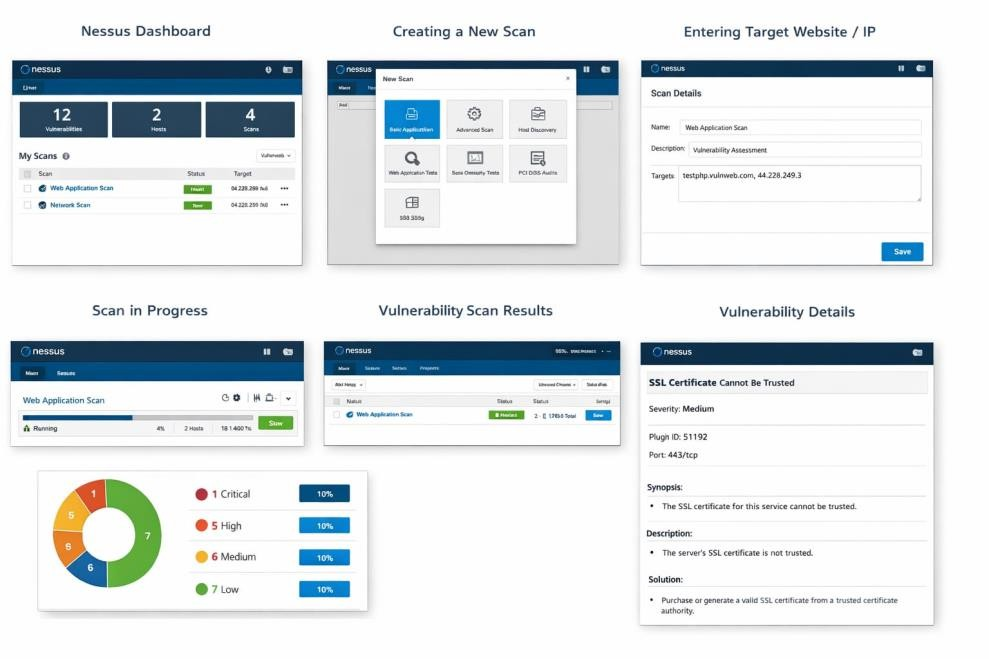 Nessus Dashboard
nessus
12
Vulnerabilities
2
Hosts
4
Scans
My Scans
Scan Status Target
Web Application Scan
Network Scan
Creating a New Scan
nessus
New Scan ×
Advanced Scan
Host Discovery
Web Application Tests
Entering Target Website / IP
nessus
Scan Details
Name: Web Application Scan
Description: Vulnerability Assessment
Targets: testphp.vulnweb.com, 44.228.249.3
Save
Scan in Progress
nessus
Web Application Scan
Running 4% 2 Hosts
Vulnerability Scan Results
nessus
Status Status
Web Application Scan
Total
1
5
6
6
7
1 Critical 10%
5 High 10%
6 Medium 10%
7 Low 10%
Vulnerability Details
nessus
SSL Certificate Cannot Be Trusted
Severity: Medium
Plugin ID: 51192
Port: 443/tcp
Synopsis:
• The SSL certificate for this service cannot be trusted.
Description:
• The server's SSL certificate is not trusted.
Solution:
• Purchase or generate a valid SSL certificate from a trusted certificate
authority.